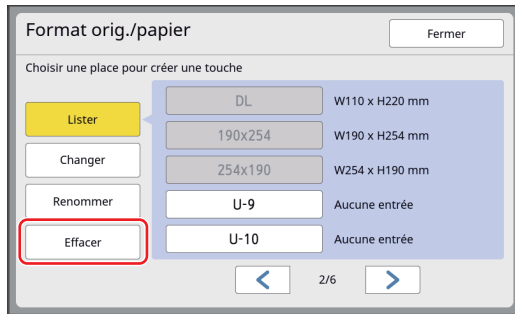 Format orig./papier
Fermer
Choisir une place pour créer une touche
Lister
Changer
Renommer
Effacer
DL W110 x H220 mm
190x254 W190 x H254 mm
254x190 W254 x H190 mm
U-9 Aucune entrée
U-10 Aucune entrée
2/6